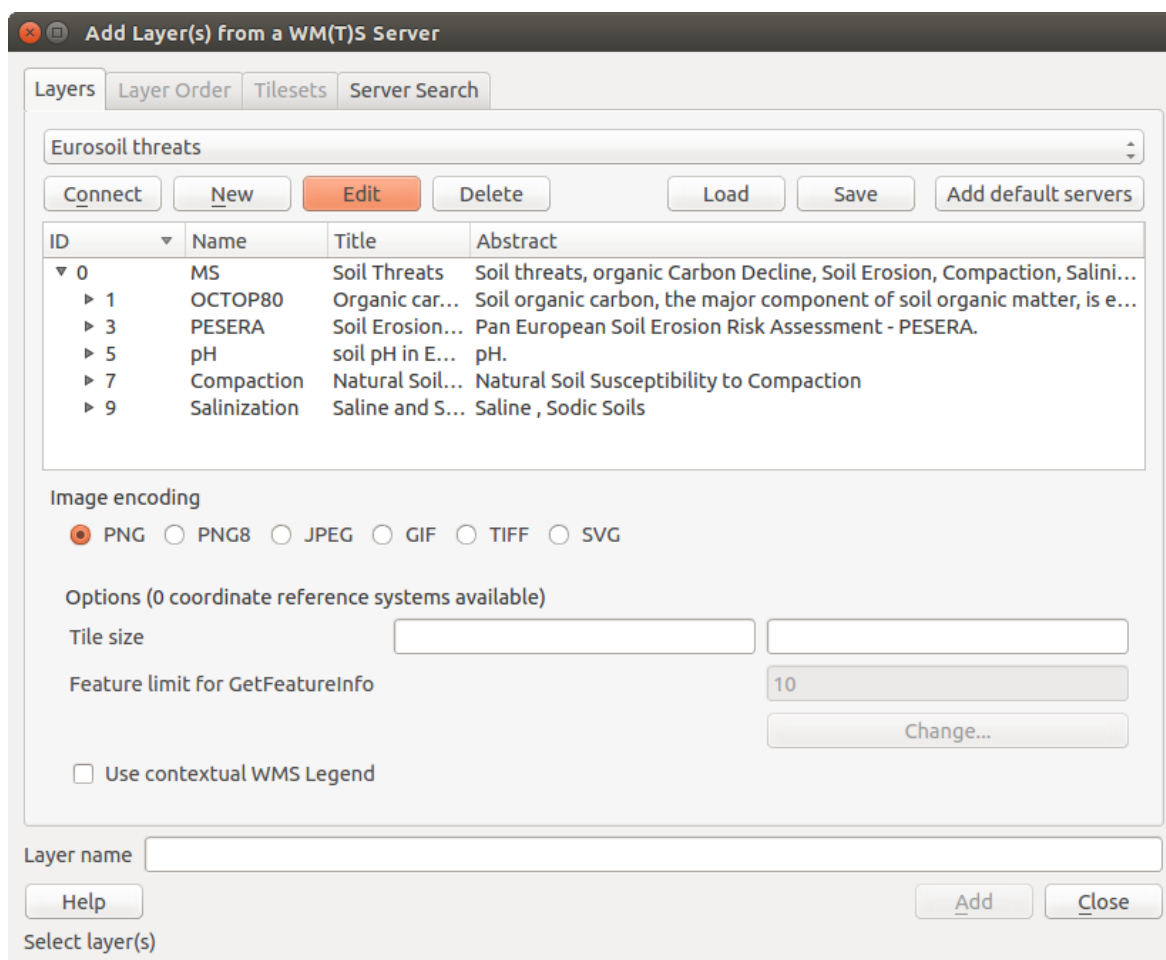 Add Layer(s) from a WM(T)S Server
Layers Layer Order Tilesets Server Search
Eurosoil threats
Connect New Edit Delete Load Save Add default servers
ID Name Title Abstract
0 MS Soil Threats Soil threats, organic Carbon Decline, Soil Erosion, Compaction, Salini...
1 OCTOP80 Organic car... Soil organic carbon, the major component of soil organic matter, is e...
3 PESERA Soil Erosion... Pan European Soil Erosion Risk Assessment - PESERA.
5 pH soil pH in E... pH.
7 Compaction Natural Soil... Natural Soil Susceptibility to Compaction
9 Salinization Saline and S... Saline , Sodic Soils
Image encoding
PNG PNG8 JPEG GIF TIFF SVG
Options (0 coordinate reference systems available)
Tile size
Feature limit for GetFeatureInfo 10
Change...
Use contextual WMS Legend
Layer name
Help Add Close
Select layer(s)